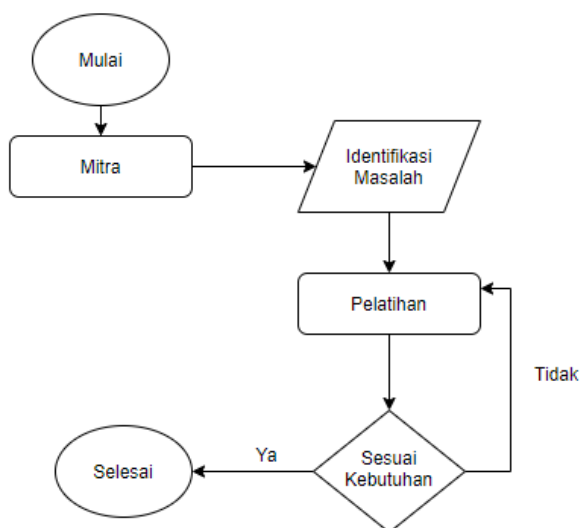 Mulai
Mitra
Identifikasi
Masalah
Pelatihan
Tidak
Ya
Sesuai
Kebutuhan
Selesai